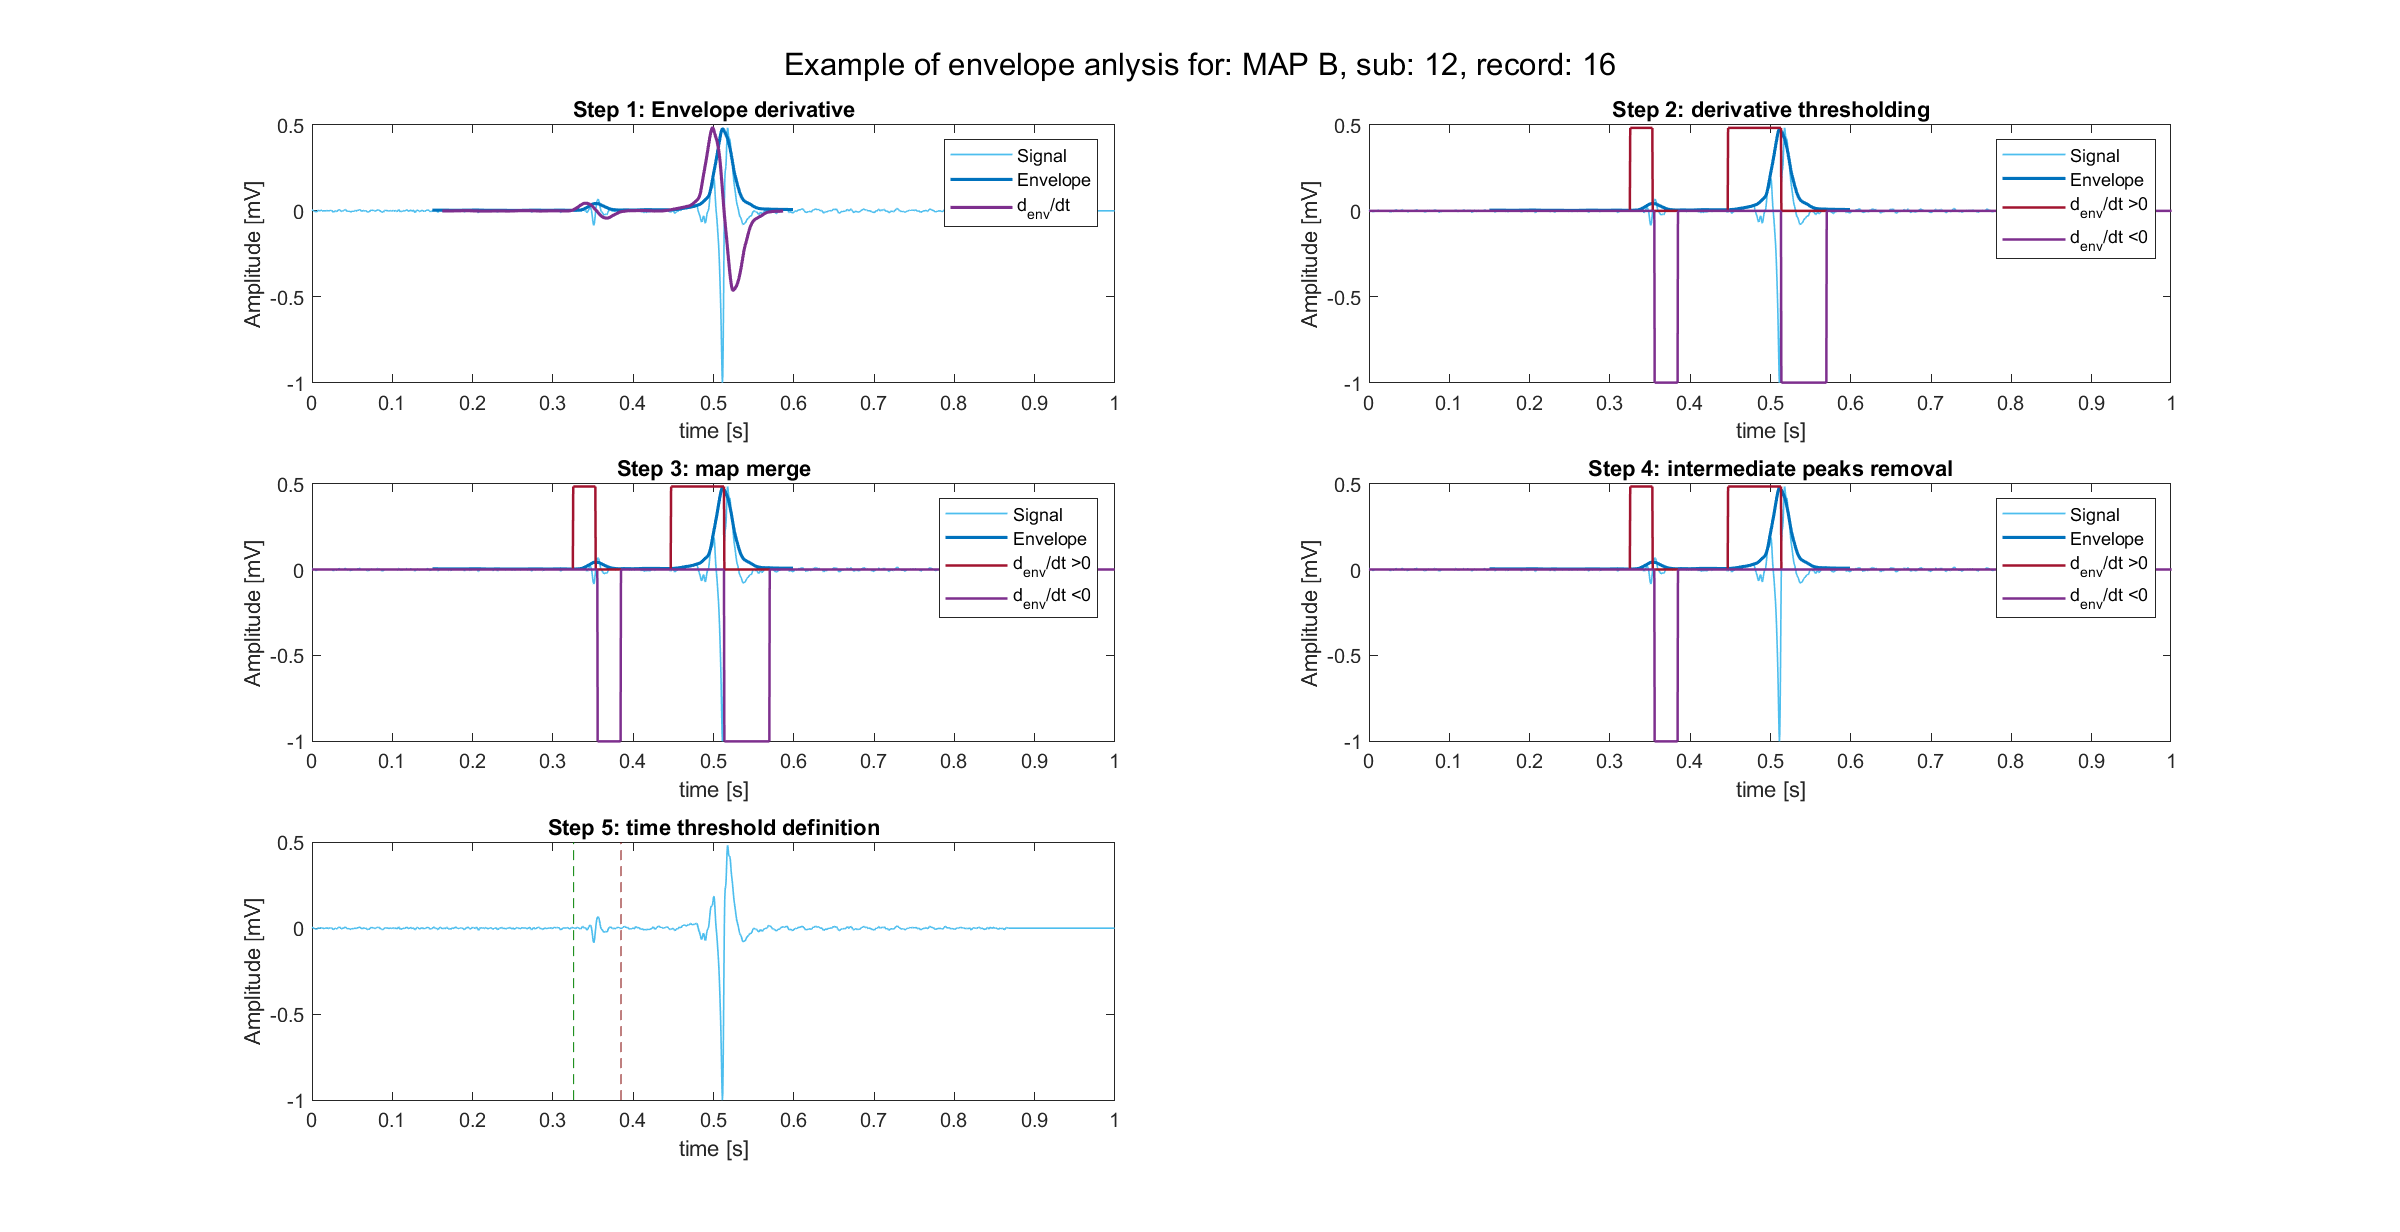 Example of envelope anlysis for: MAP B, sub: 12, record: 16
Step 1: Envelope derivative
0.5
0
-0.5
-1
Amplitude [mV]
0 0.1 0.2 0.3 0.4 0.5 0.6 0.7 0.8 0.9 1
time [s]
Signal
Envelope
d_env/dt
Step 2: derivative thresholding
0.5
0
-0.5
-1
Amplitude [mV]
0 0.1 0.2 0.3 0.4 0.5 0.6 0.7 0.8 0.9 1
time [s]
Signal
Envelope
d_env/dt >0
d_env/dt <0
Step 3: map merge
0.5
0
-0.5
-1
Amplitude [mV]
0 0.1 0.2 0.3 0.4 0.5 0.6 0.7 0.8 0.9 1
time [s]
Signal
Envelope
d_env/dt >0
d_env/dt <0
Step 4: intermediate peaks removal
0.5
0
-0.5
-1
Amplitude [mV]
0 0.1 0.2 0.3 0.4 0.5 0.6 0.7 0.8 0.9 1
time [s]
Signal
Envelope
d_env/dt >0
d_env/dt <0
Step 5: time threshold definition
0.5
0
-0.5
-1
Amplitude [mV]
0 0.1 0.2 0.3 0.4 0.5 0.6 0.7 0.8 0.9 1
time [s]